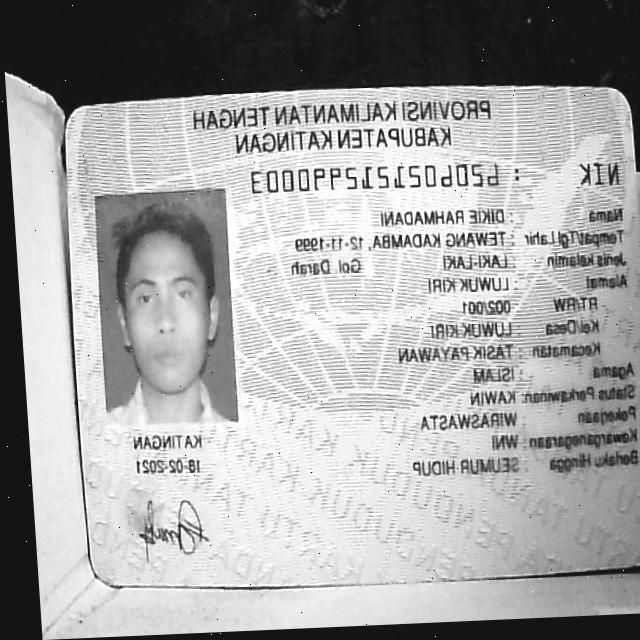 PROVINSI KALIMANTAN TENGAH
KABUPATEN KATINGAN
NIK : 6206021212990003
Nama : DIKIE RAHMADANI
Tempat/Tgl Lahir : TEWANG KADAMBA, 12-11-1999
Jenis kelamin : LAKI-LAKI Gol. Darah
Alamat : LUWUK KIRI
RT/RW : 002/001
Kel/Desa : LUWUK KIRI
Kecamatan : TASIK PAYAWAN
Agama : ISLAM
Status Perkawinan: KAWIN
Pekerjaan : WIRASWASTA
Kewarganegaraan: WNI
Berlaku Hingga : SEUMUR HIDUP
KATINGAN
18-02-2021